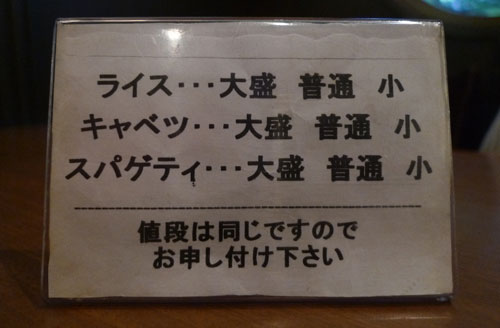 ライス･･･大盛 普通 小
キャベツ･･･大盛 普通 小
スパゲティ･･･大盛 普通 小
値段は同じですので
お申し付け下さい